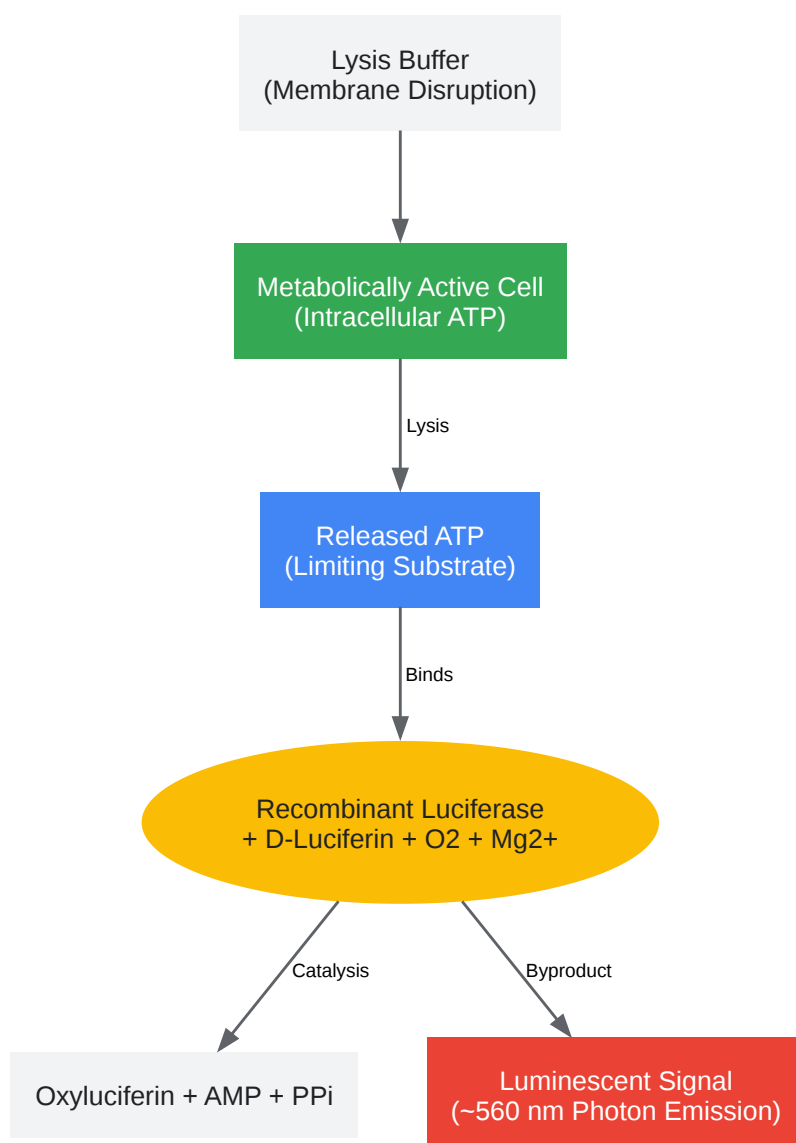 Lysis Buffer
(Membrane Disruption)
Metabolically Active Cell
(Intracellular ATP)
Lysis
Released ATP
(Limiting Substrate)
Binds
Recombinant Luciferase
+ D-Luciferin + O2 + Mg2+
Catalysis
Byproduct
Oxyluciferin + AMP + PPi
Luminescent Signal
(~560 nm Photon Emission)